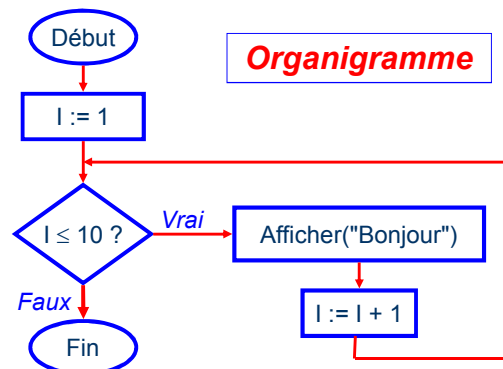 Début
Organigramme
I := 1
I ≤ 10 ?
Vrai
Afficher("Bonjour")
Faux
I := I + 1
Fin